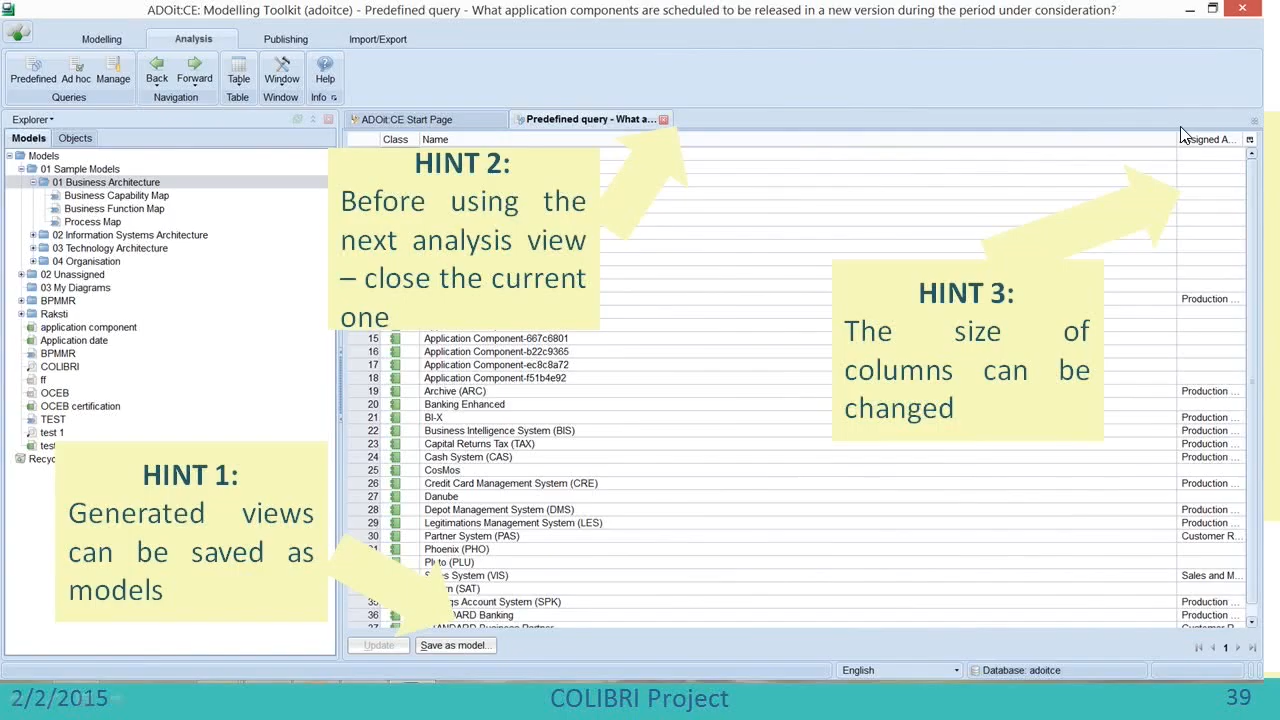 ADOit:CE: Modelling Toolkit (adoitce) - Predefined query - What application components are scheduled to be released in a new version during the period under consideration?
Modelling Analysis Publishing Import/Export
Predefined Ad hoc Manage Back Forward Table Window Help
Queries Navigation Table Window Info
Explorer
Models Objects
Models
01 Sample Models
01 Business Architecture
Business Capability Map
Business Function Map
Process Map
02 Information Systems Architecture
03 Technology Architecture
04 Organisation
02 Unassigned
03 My Diagrams
BPMMR
Raksti
application component
Application date
BPMMR
COLIBRI
ff
OCEB
OCEB certification
TEST
test 1
ADOit:CE Start Page Predefined query - What a...
Class Name
HINT 2:
Before using the
next analysis view
– close the current
one
Production ...
HINT 3:
The size of
columns can be
changed
15 Application Component-667c6801
16 Application Component-b22c9365
17 Application Component-ec8c8a72
18 Application Component-f51b4e92
19 Archive (ARC) Production ...
20 Banking Enhanced
21 BI-X Production ...
22 Business Intelligence System (BIS) Production ...
23 Capital Returns Tax (TAX) Production ...
24 Cash System (CAS) Production ...
25 CosMos
26 Credit Card Management System (CRE) Production ...
27 Danube
28 Depot Management System (DMS) Production ...
29 Legitimations Management System (LES) Production ...
30 Partner System (PAS) Customer R...
Phoenix (PHO)
Pluto (PLU)
System (VIS) Sales and M...
(SAT)
Account System (SPK) Production ...
36 Banking Production ...
HINT 1:
Generated views
can be saved as
models
Update Save as model...
1
English Database: adoitce
2/2/2015 COLIBRI Project 39